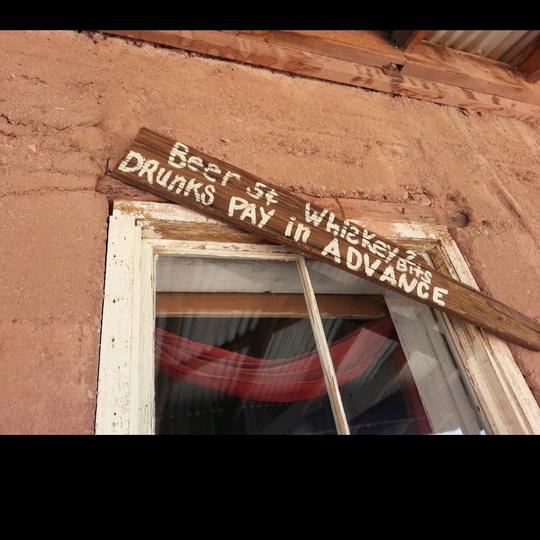 Beer 5¢ WHiSKEY 2 BiTS
DRUNKS PAY in ADVANCE